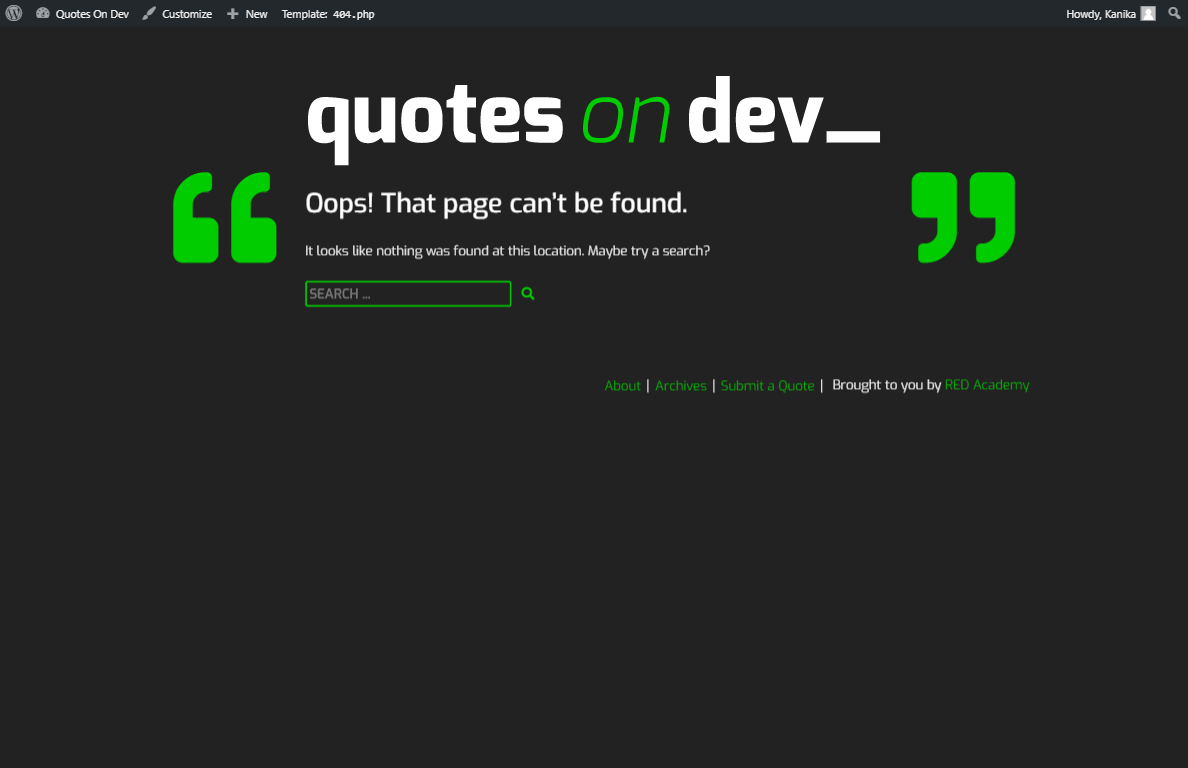 Quotes On Dev Customize New Template: 404.php Howdy, Kanika
quotes on dev_
“ ”
Oops! That page can't be found.
It looks like nothing was found at this location. Maybe try a search?
SEARCH ...
About | Archives | Submit a Quote | Brought to you by RED Academy